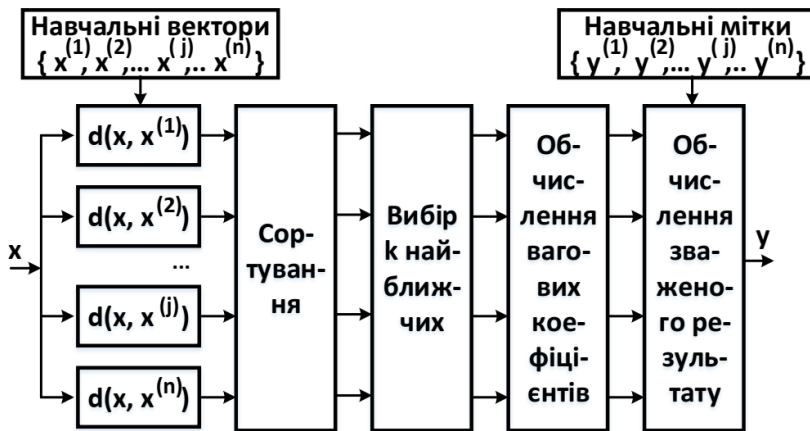 Навчальні вектори
{ x^(1), x^(2),... x^(j),.. x^(n) }
Навчальні мітки
{ y^(1), y^(2),... y^(j),.. y^(n) }
x
d(x, x^(1))
d(x, x^(2))
...
d(x, x^(j))
d(x, x^(n))
Сор-
туван-
ня
Вибір
k най-
ближ-
чих
Об-
чис-
лення
ваго-
вих
кое-
фіці-
єнтів
Об-
чис-
лення
зва-
жено-
го ре-
зуль-
тату
y